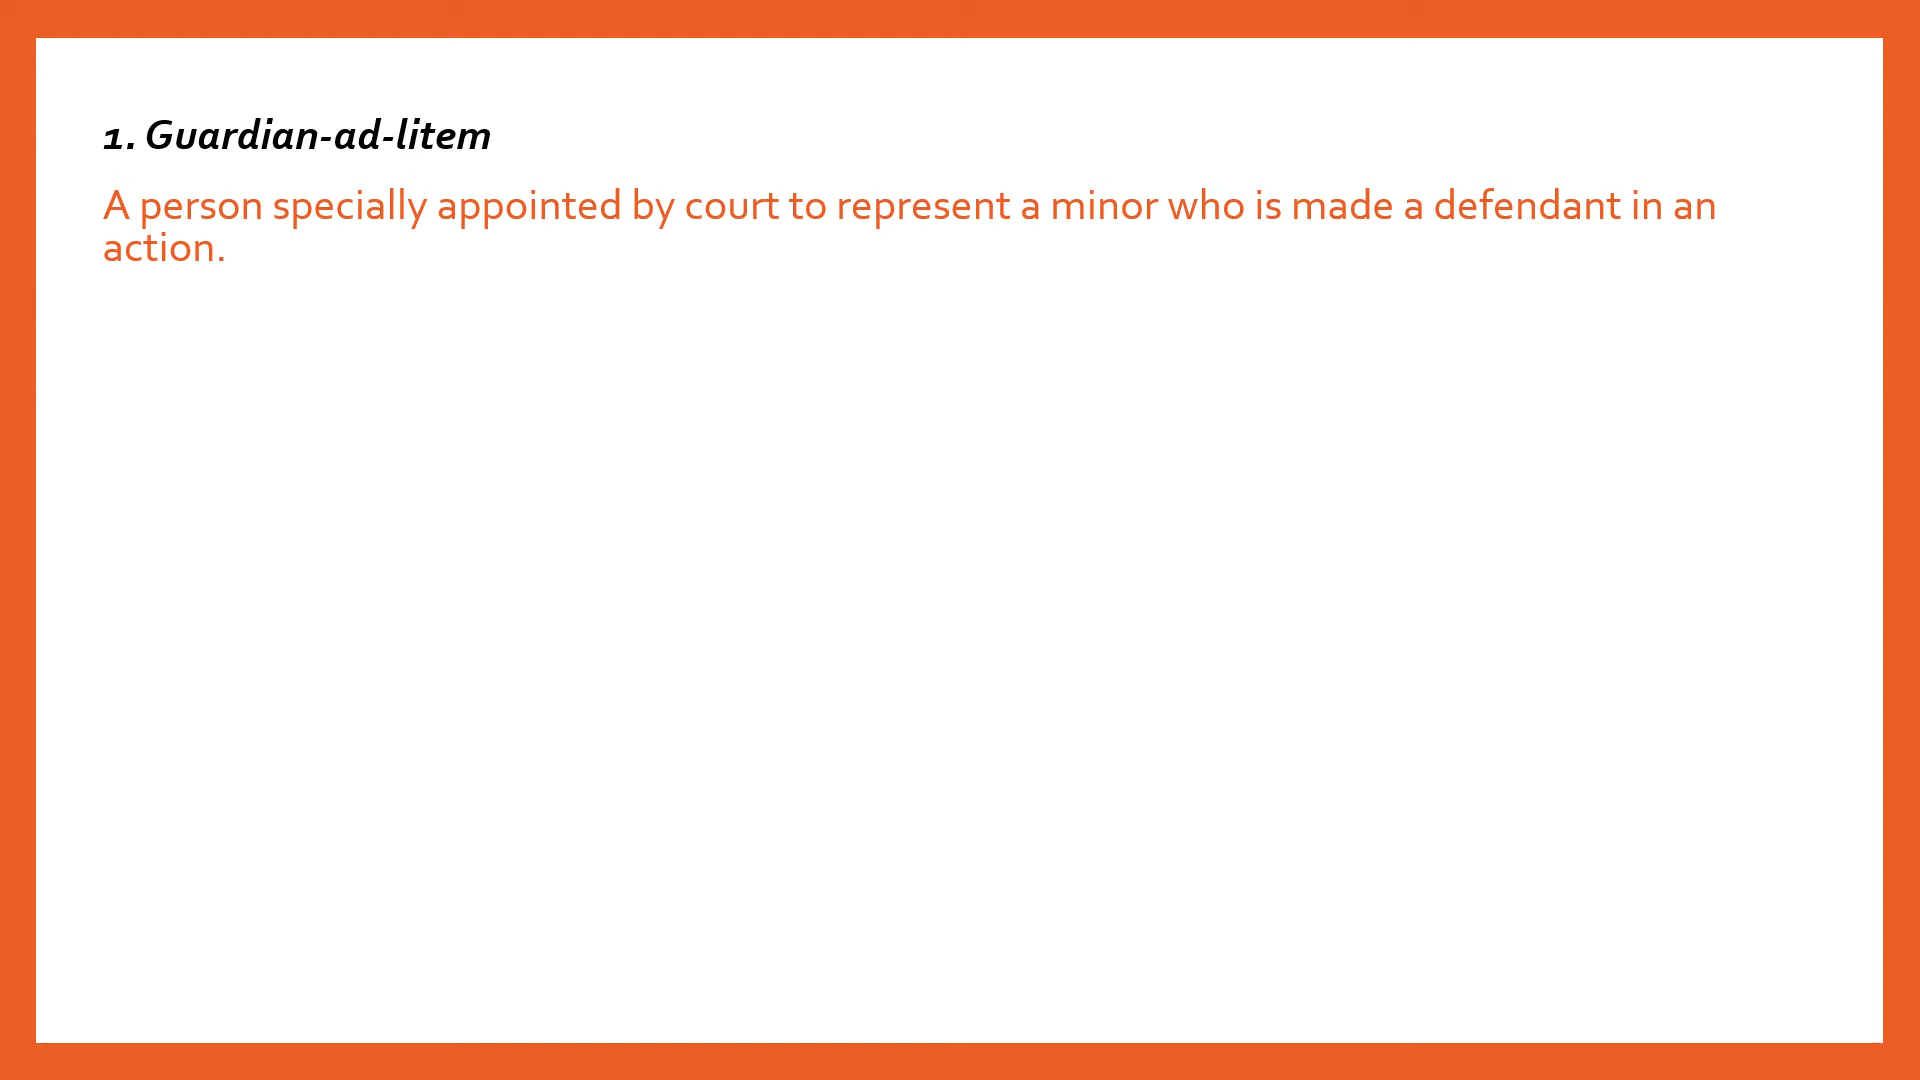 1. Guardian-ad-litem
A person specially appointed by court to represent a minor who is made a defendant in an
action.